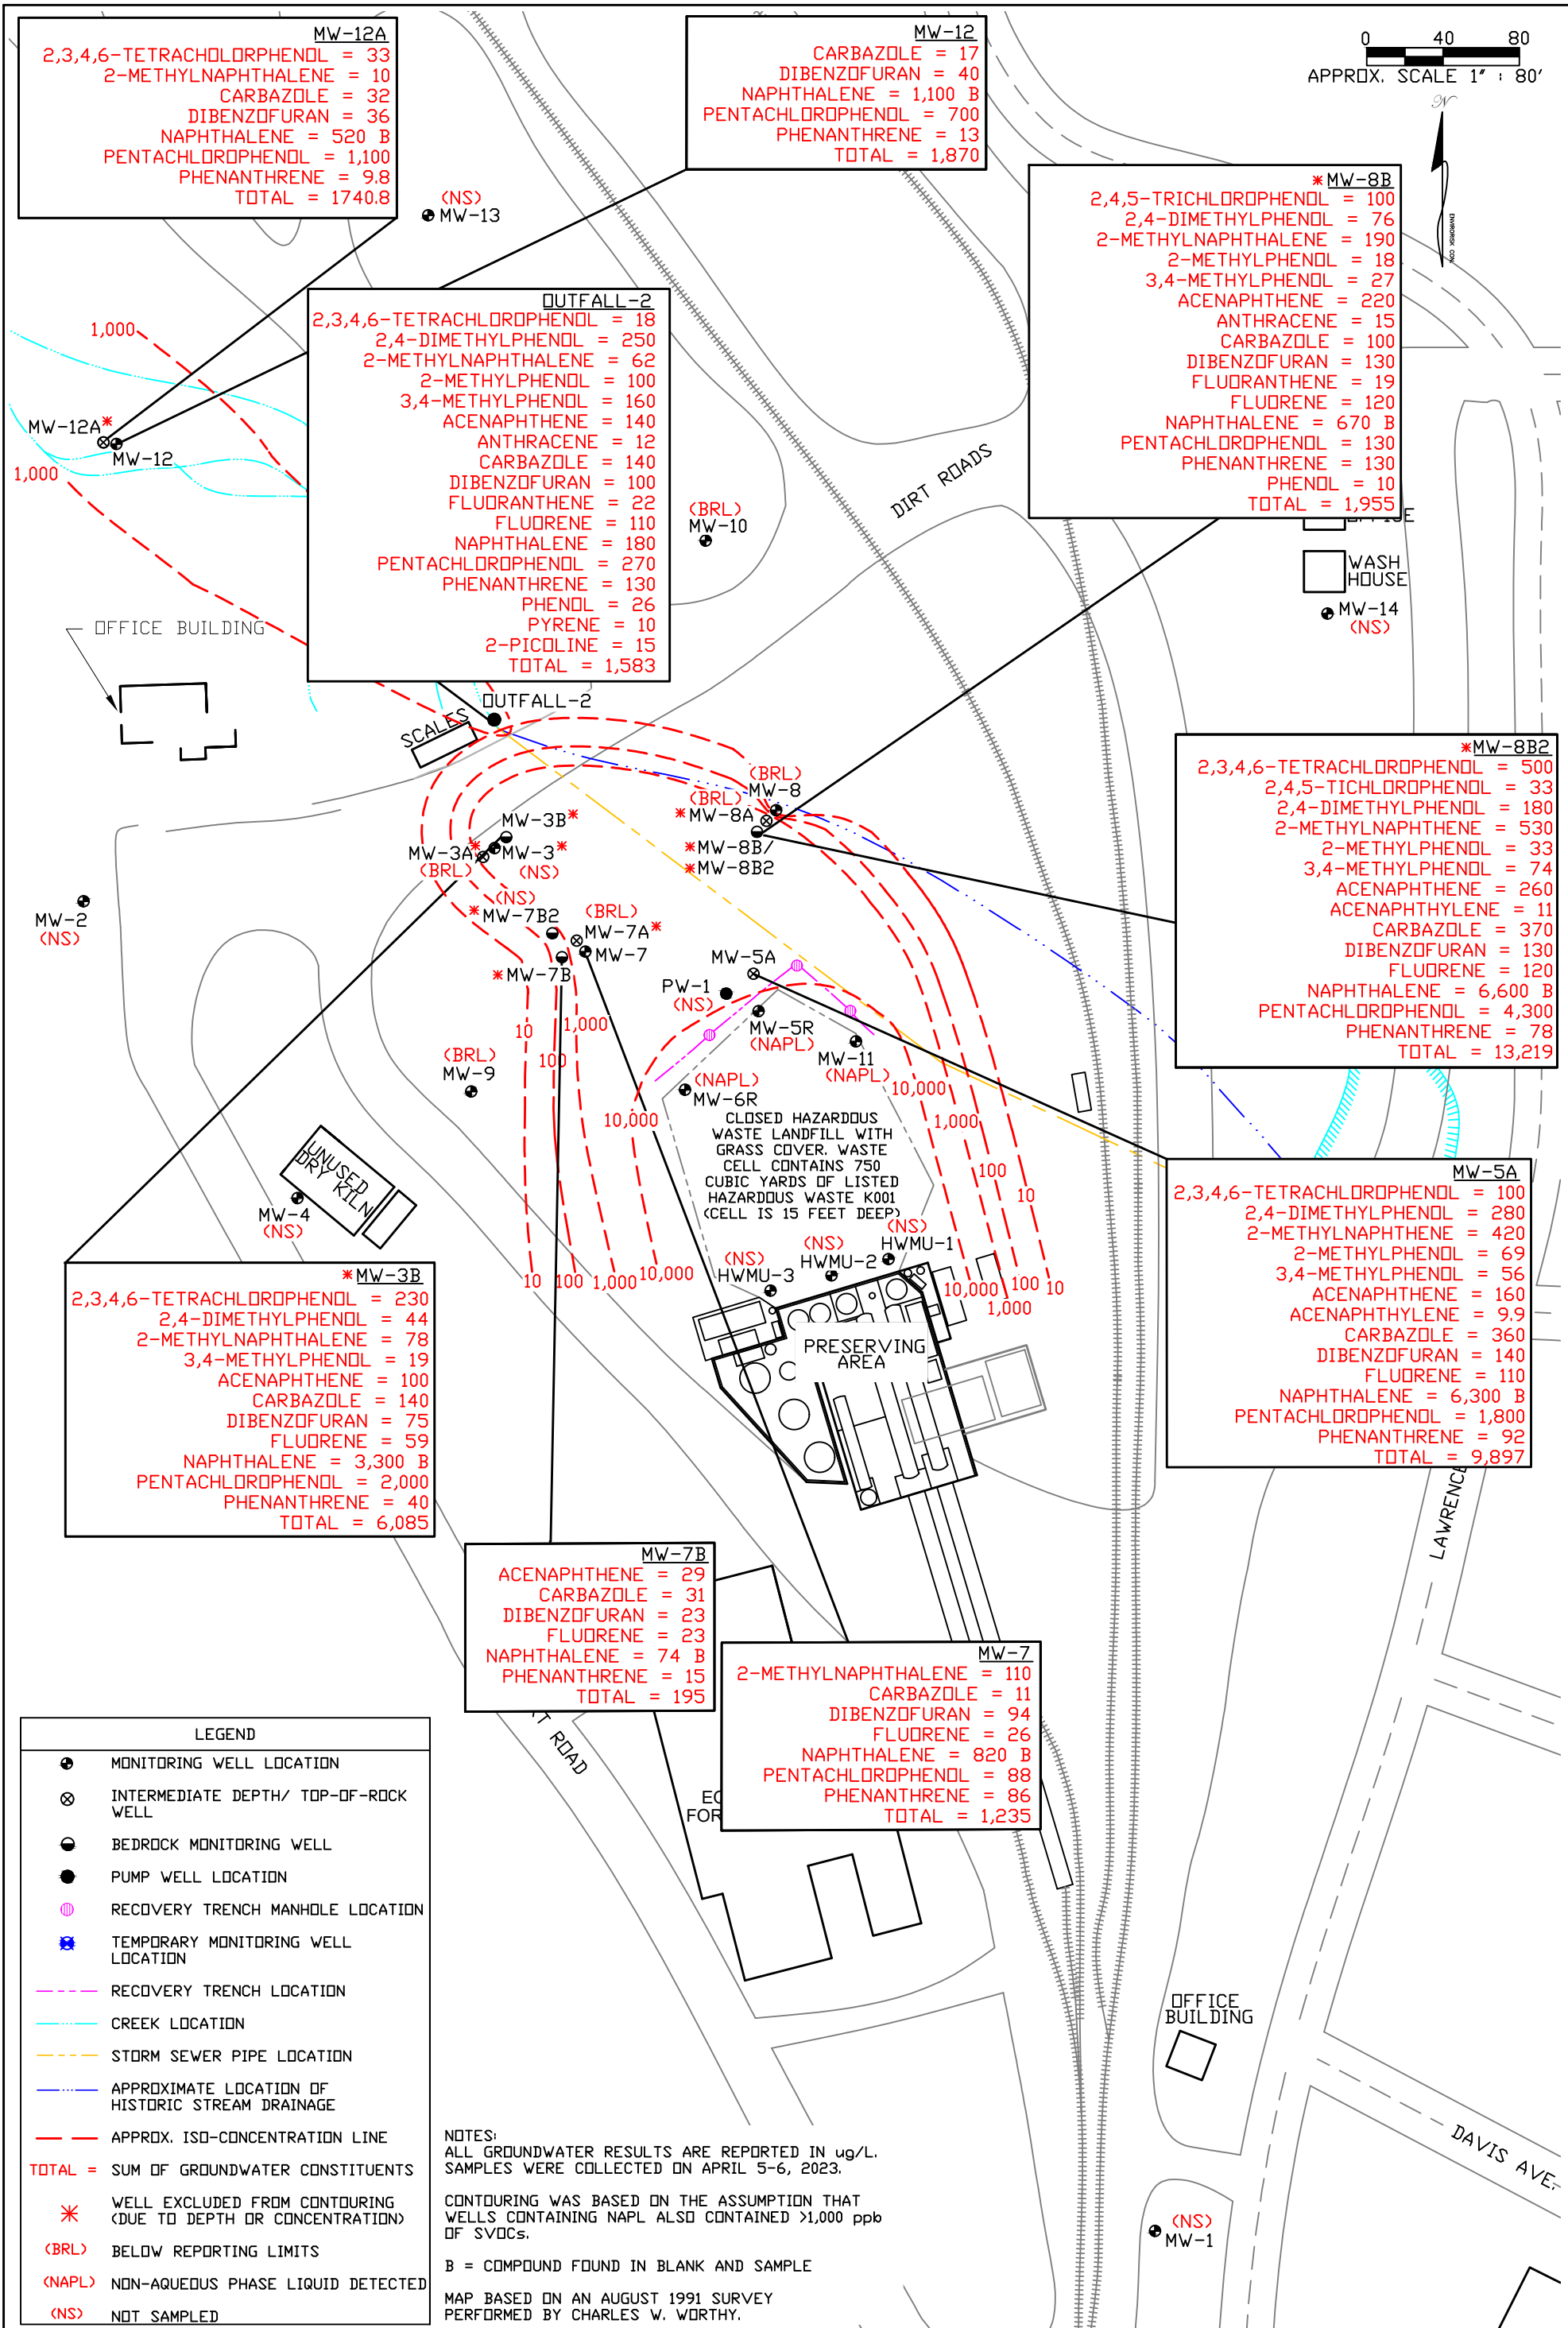 MW-12A
2,3,4,6-TETRACHOLORPHENOL = 33
2-METHYLNAPHTHALENE = 10
CARBAZOLE = 32
DIBENZOFURAN = 36
NAPHTHALENE = 520 B
PENTACHLOROPHENOL = 1,100
PHENANTHRENE = 9.8
TOTAL = 1740.8
MW-12
CARBAZOLE = 17
DIBENZOFURAN = 40
NAPHTHALENE = 1,100 B
PENTACHLOROPHENOL = 700
PHENANTHRENE = 13
TOTAL = 1,870
0 40 80
APPROX. SCALE 1" : 80'
N
(NS)
MW-13
*MW-8B
2,4,5-TRICHLOROPHENOL = 100
2,4-DIMETHYLPHENOL = 76
2-METHYLNAPHTHALENE = 190
2-METHYLPHENOL = 18
3,4-METHYLPHENOL = 27
ACENAPHTHENE = 220
ANTHRACENE = 15
CARBAZOLE = 100
DIBENZOFURAN = 130
FLUORANTHENE = 19
FLUORENE = 120
NAPHTHALENE = 670 B
PENTACHLOROPHENOL = 130
PHENANTHRENE = 130
PHENOL = 10
TOTAL = 1,955
OUTFALL-2
2,3,4,6-TETRACHLOROPHENOL = 18
2,4-DIMETHYLPHENOL = 250
2-METHYLNAPHTHALENE = 62
2-METHYLPHENOL = 100
3,4-METHYLPHENOL = 160
ACENAPHTHENE = 140
ANTHRACENE = 12
CARBAZOLE = 140
DIBENZOFURAN = 100
FLUORANTHENE = 22
FLUORENE = 110
NAPHTHALENE = 180
PENTACHLOROPHENOL = 270
PHENANTHRENE = 130
PHENOL = 26
PYRENE = 10
2-PICOLINE = 15
TOTAL = 1,583
1,000
MW-12A*
MW-12
1,000
DIRT ROADS
(BRL)
MW-10
WASH
HOUSE
MW-14
(NS)
OFFICE BUILDING
OUTFALL-2
SCALES
(BRL)
MW-8
(BRL)
*MW-8A
*MW-8B/
*MW-8B2
*MW-8B2
2,3,4,6-TETRACHLOROPHENOL = 500
2,4,5-TICHLOROPHENOL = 33
2,4-DIMETHYLPHENOL = 180
2-METHYLNAPHTHALENE = 530
2-METHYLPHENOL = 33
3,4-METHYLPHENOL = 74
ACENAPHTHENE = 260
ACENAPHTHYLENE = 11
CARBAZOLE = 370
DIBENZOFURAN = 130
FLUORENE = 120
NAPHTHALENE = 6,600 B
PENTACHLOROPHENOL = 4,300
PHENANTHRENE = 78
TOTAL = 13,219
MW-3B*
MW-3A*
(BRL)
MW-3*
(NS)
MW-2
(NS)
(NS)
*MW-7B2
(BRL)
MW-7A*
MW-7
*MW-7B
MW-5A
PW-1
(NS)
MW-5R
(NAPL)
MW-11
(NAPL)
10
1,000
100
(BRL)
MW-9
(NAPL)
MW-6R
10,000
10,000
1,000
100
10
CLOSED HAZARDOUS
WASTE LANDFILL WITH
GRASS COVER. WASTE
CELL CONTAINS 750
CUBIC YARDS OF LISTED
HAZARDOUS WASTE K001
(CELL IS 15 FEET DEEP)
UNUSED
DRY KILN
MW-4
(NS)
(NS)
HWMU-1
(NS)
HWMU-2
(NS)
HWMU-3
10 100 1,000 10,000
10,000 1,000 100 10
PRESERVING
AREA
MW-5A
2,3,4,6-TETRACHLOROPHENOL = 100
2,4-DIMETHYLPHENOL = 280
2-METHYLNAPHTHENE = 420
2-METHYLPHENOL = 69
3,4-METHYLPHENOL = 56
ACENAPHTHENE = 160
ACENAPHTHYLENE = 9.9
CARBAZOLE = 360
DIBENZOFURAN = 140
FLUORENE = 110
NAPHTHALENE = 6,300 B
PENTACHLOROPHENOL = 1,800
PHENANTHRENE = 92
TOTAL = 9,897
LAWRENCE
*MW-3B
2,3,4,6-TETRACHLORPHENOL = 230
2,4-DIMETHYLPHENOL = 44
2-METHYLNAPHTHALENE = 78
3,4-METHYLPHENOL = 19
ACENAPHTHENE = 100
CARBAZOLE = 140
DIBENZOFURAN = 75
FLUORENE = 59
NAPHTHALENE = 3,300 B
PENTACHLOROPHENOL = 2,000
PHENANTHRENE = 40
TOTAL = 6,085
MW-7B
ACENAPHTHENE = 29
CARBAZOLE = 31
DIBENZOFURAN = 23
FLUORENE = 23
NAPHTHALENE = 74 B
PHENANTHRENE = 15
TOTAL = 195
MW-7
2-METHYLNAPHTHALENE = 110
CARBAZOLE = 11
DIBENZOFURAN = 94
FLUORENE = 26
NAPHTHALENE = 820 B
PENTACHLOROPHENOL = 88
PHENANTHRENE = 86
TOTAL = 1,235
ROAD
LEGEND
MONITORING WELL LOCATION
INTERMEDIATE DEPTH/ TOP-OF-ROCK
WELL
BEDROCK MONITORING WELL
PUMP WELL LOCATION
RECOVERY TRENCH MANHOLE LOCATION
TEMPORARY MONITORING WELL
LOCATION
RECOVERY TRENCH LOCATION
CREEK LOCATION
STORM SEWER PIPE LOCATION
APPROXIMATE LOCATION OF
HISTORIC STREAM DRAINAGE
APPROX. ISO-CONCENTRATION LINE
TOTAL = SUM OF GROUNDWATER CONSTITUENTS
* WELL EXCLUDED FROM CONTOURING
(DUE TO DEPTH OR CONCENTRATION)
(BRL) BELOW REPORTING LIMITS
(NAPL) NON-AQUEOUS PHASE LIQUID DETECTED
(NS) NOT SAMPLED
NOTES:
ALL GROUNDWATER RESULTS ARE REPORTED IN ug/L.
SAMPLES WERE COLLECTED ON APRIL 5-6, 2023.
CONTOURING WAS BASED ON THE ASSUMPTION THAT
WELLS CONTAINING NAPL ALSO CONTAINED >1,000 ppb
OF SVOCs.
B = COMPOUND FOUND IN BLANK AND SAMPLE
MAP BASED ON AN AUGUST 1991 SURVEY
PERFORMED BY CHARLES W. WORTHY.
OFFICE
BUILDING
DAVIS AVE.
(NS)
MW-1